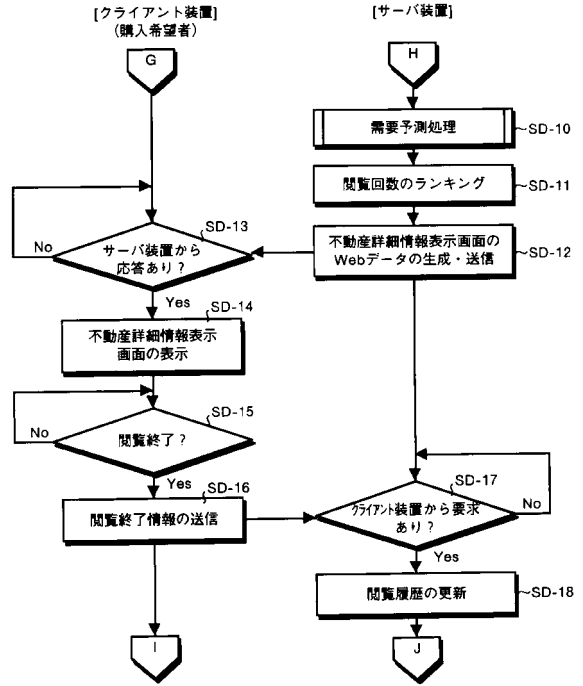 [クライアント装置]
(購入希望者)
[サーバ装置]
G
H
需要予測処理
SD-10
閲覧回数のランキング
SD-11
不動産詳細情報表示画面の
Webデータの生成・送信
SD-12
SD-13
サーバ装置から
応答あり?
No
Yes
SD-14
不動産詳細情報表示
画面の表示
SD-15
閲覧終了?
No
Yes
SD-16
閲覧終了情報の送信
SD-17
クライアント装置から要求
あり?
No
Yes
閲覧履歴の更新
SD-18
I
J